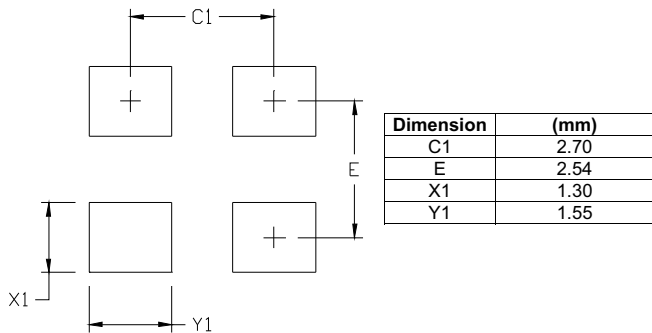 C1
E
X1
Y1
Dimension (mm)
C1 2.70
E 2.54
X1 1.30
Y1 1.55